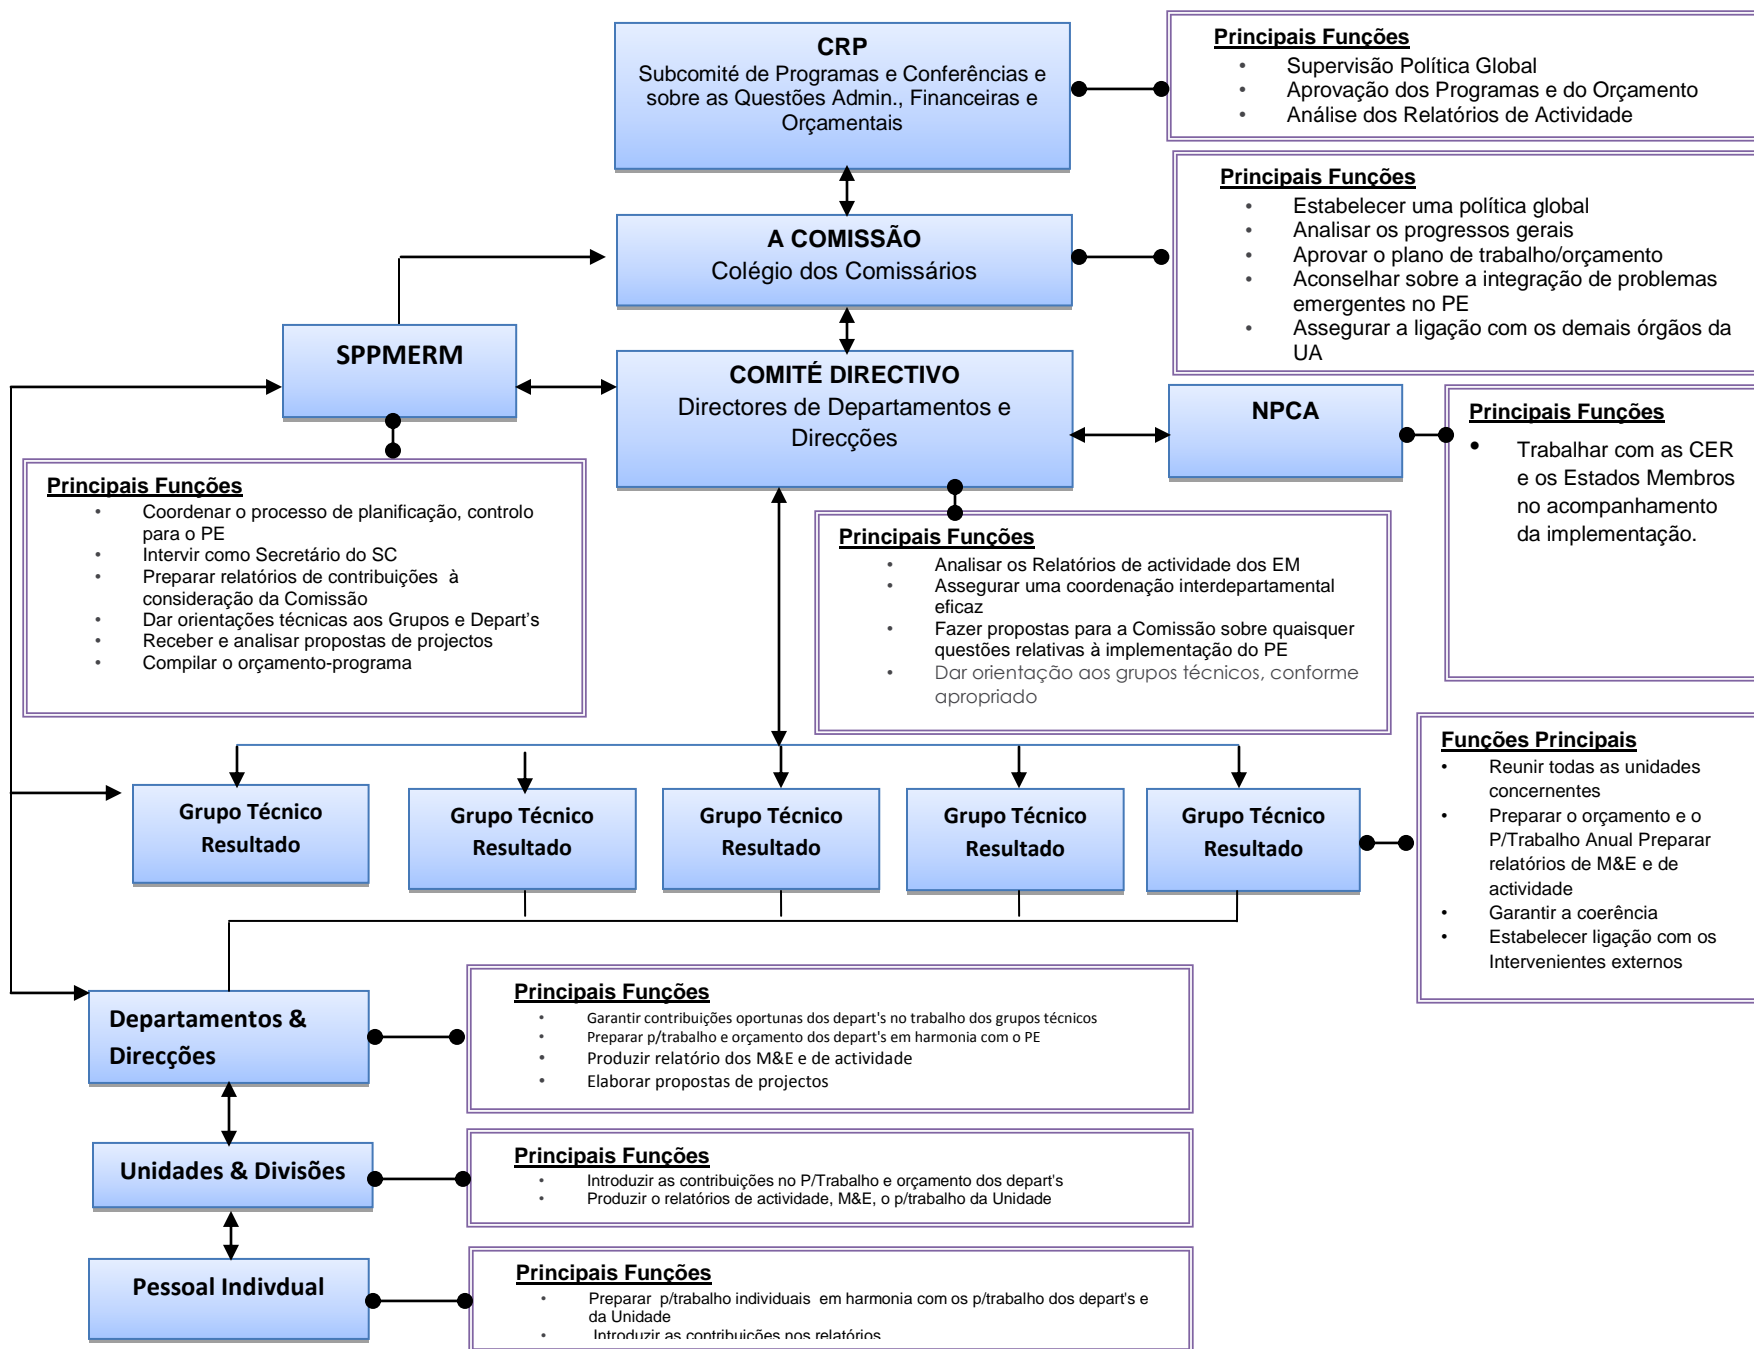 CRP
Subcomité de Programas e Conferências e
sobre as Questões Admin., Financeiras e
Orçamentais
Principais Funções
• Supervisão Política Global
• Aprovação dos Programas e do Orçamento
• Análise dos Relatórios de Actividade
A COMISSÃO
Colégio dos Comissários
Principais Funções
• Estabelecer uma política global
• Analisar os progressos gerais
• Aprovar o plano de trabalho/orçamento
• Aconselhar sobre a integração de problemas
emergentes no PE
• Assegurar a ligação com os demais órgãos da
UA
SPPMERM
COMITÉ DIRECTIVO
Directores de Departamentos e
Direcções
NPCA
Principais Funções
• Trabalhar com as CER
e os Estados Membros
no acompanhamento
da implementação.
Principais Funções
• Coordenar o processo de planificação, controlo
para o PE
• Intervir como Secretário do SC
• Preparar relatórios de contribuições à
consideração da Comissão
• Dar orientações técnicas aos Grupos e Depart's
• Receber e analisar propostas de projectos
• Compilar o orçamento-programa
Principais Funções
• Analisar os Relatórios de actividade dos EM
• Assegurar uma coordenação interdepartamental
eficaz
• Fazer propostas para a Comissão sobre quaisquer
questões relativas à implementação do PE
• Dar orientação aos grupos técnicos, conforme
apropriado
Grupo Técnico
Resultado
Grupo Técnico
Resultado
Grupo Técnico
Resultado
Grupo Técnico
Resultado
Grupo Técnico
Resultado
Funções Principais
• Reunir todas as unidades
concernentes
• Preparar o orçamento e o
P/Trabalho Anual Preparar
relatórios de M&E e de
actividade
• Garantir a coerência
• Estabelecer ligação com os
Intervenientes externos
Departamentos &
Direcções
Principais Funções
• Garantir contribuições oportunas dos depart's no trabalho dos grupos técnicos
• Preparar p/trabalho e orçamento dos depart's em harmonia com o PE
• Produzir relatório dos M&E e de actividade
• Elaborar propostas de projectos
Unidades & Divisões
Principais Funções
• Introduzir as contribuições no P/Trabalho e orçamento dos depart's
• Produzir o relatórios de actividade, M&E, o p/trabalho da Unidade
Pessoal Indivdual
Principais Funções
• Preparar p/trabalho individuais em harmonia com os p/trabalho dos depart's e
da Unidade
• Introduzir as contribuições nos relatórios